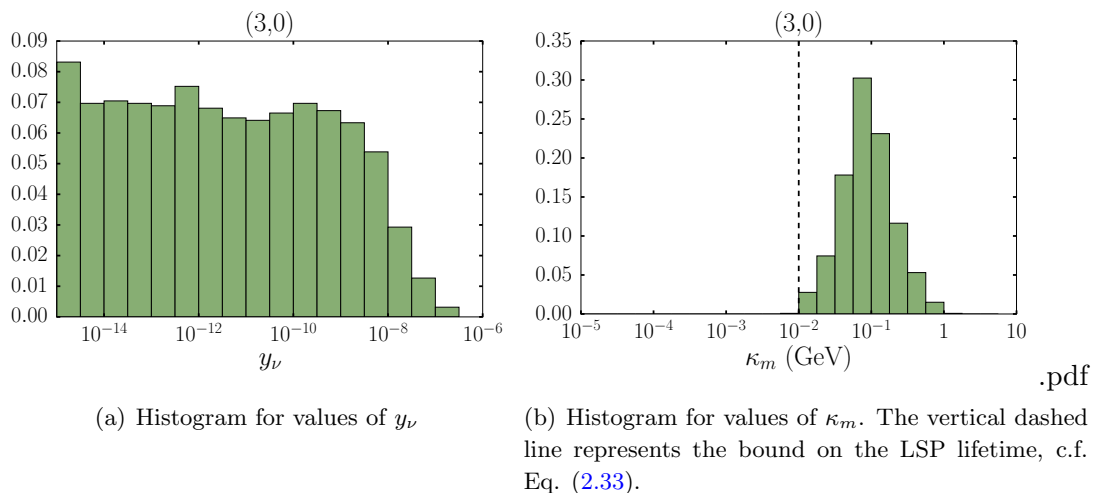 (3,0)
0.09
0.08
0.07
0.06
0.05
0.04
0.03
0.02
0.01
0.00
10⁻¹⁴ 10⁻¹² 10⁻¹⁰ 10⁻⁸ 10⁻⁶
yν
(3,0)
0.35
0.30
0.25
0.20
0.15
0.10
0.05
0.00
10⁻⁵ 10⁻⁴ 10⁻³ 10⁻² 10⁻¹ 1 10
κm (GeV)
.pdf
(a) Histogram for values of yν
(b) Histogram for values of κm. The vertical dashed
line represents the bound on the LSP lifetime, c.f.
Eq. (2.33).